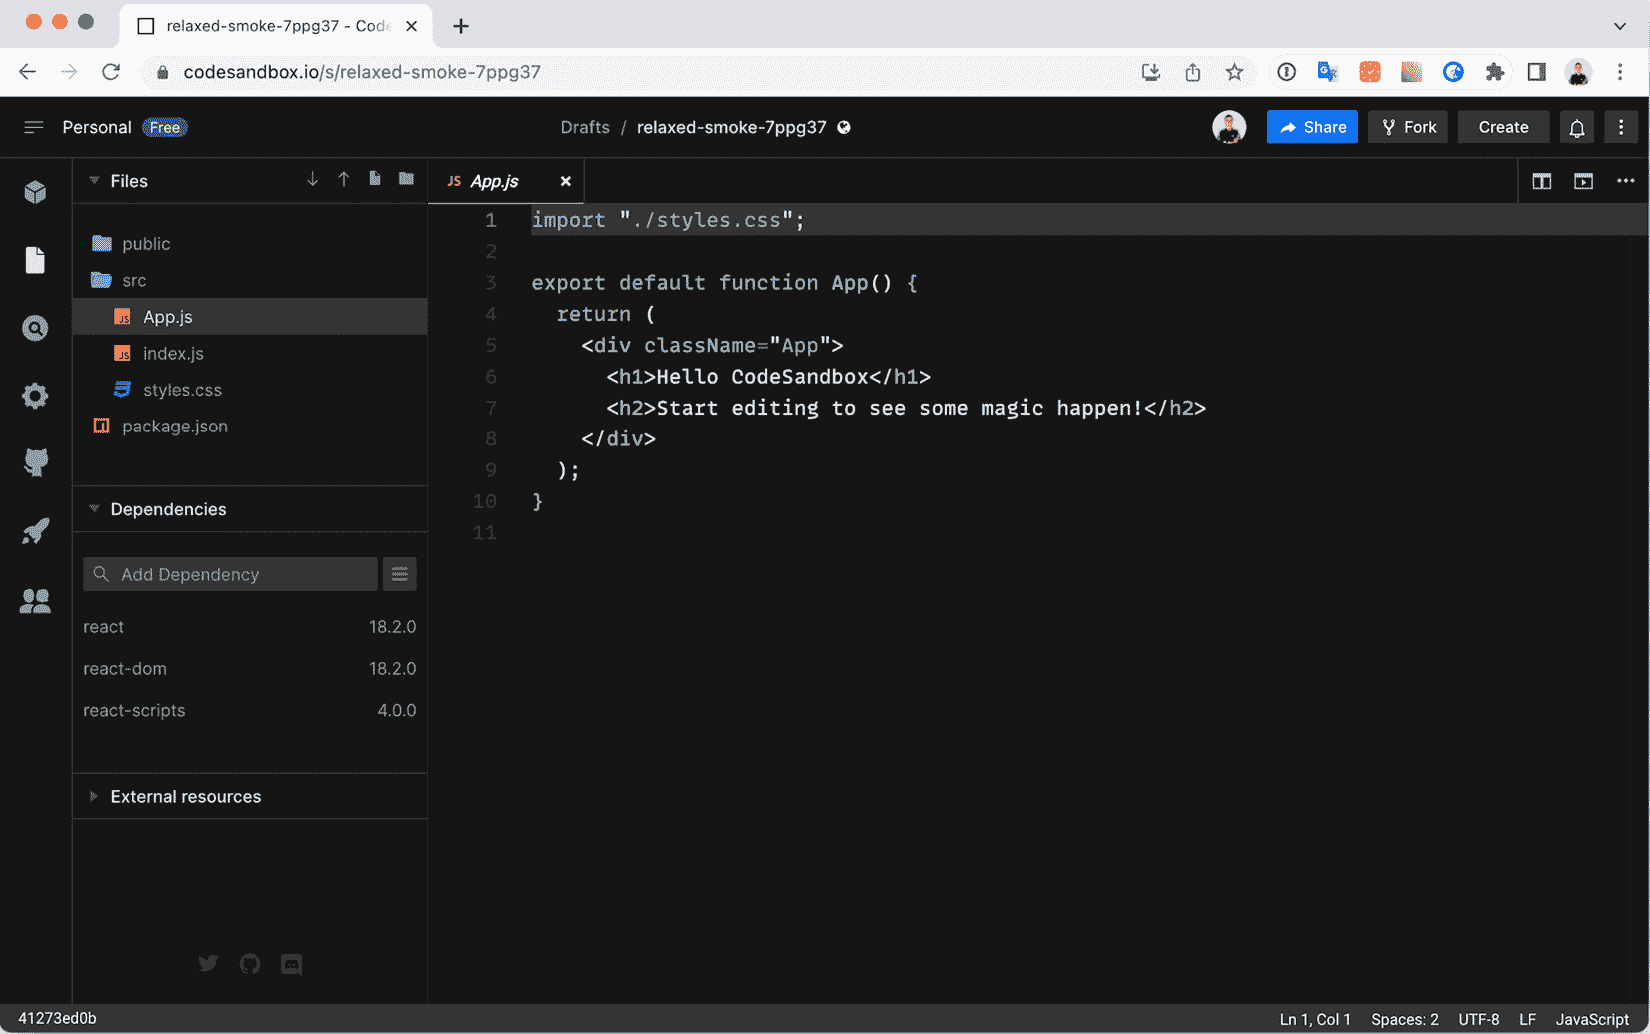 relaxed-smoke-7ppg37 - Code
codesandbox.io/s/relaxed-smoke-7ppg37
Personal Free
Drafts / relaxed-smoke-7ppg37
Share
Fork
Create
Files
JS App.js
public
src
JS App.js
JS index.js
styles.css
package.json
1 import "./styles.css";
2
3 export default function App() {
4 return (
5 <div className="App">
6 <h1>Hello CodeSandbox</h1>
7 <h2>Start editing to see some magic happen!</h2>
8 </div>
9 );
10 }
11
Dependencies
Add Dependency
react 18.2.0
react-dom 18.2.0
react-scripts 4.0.0
External resources
41273ed0b
Ln 1, Col 1 Spaces: 2 UTF-8 LF JavaScript